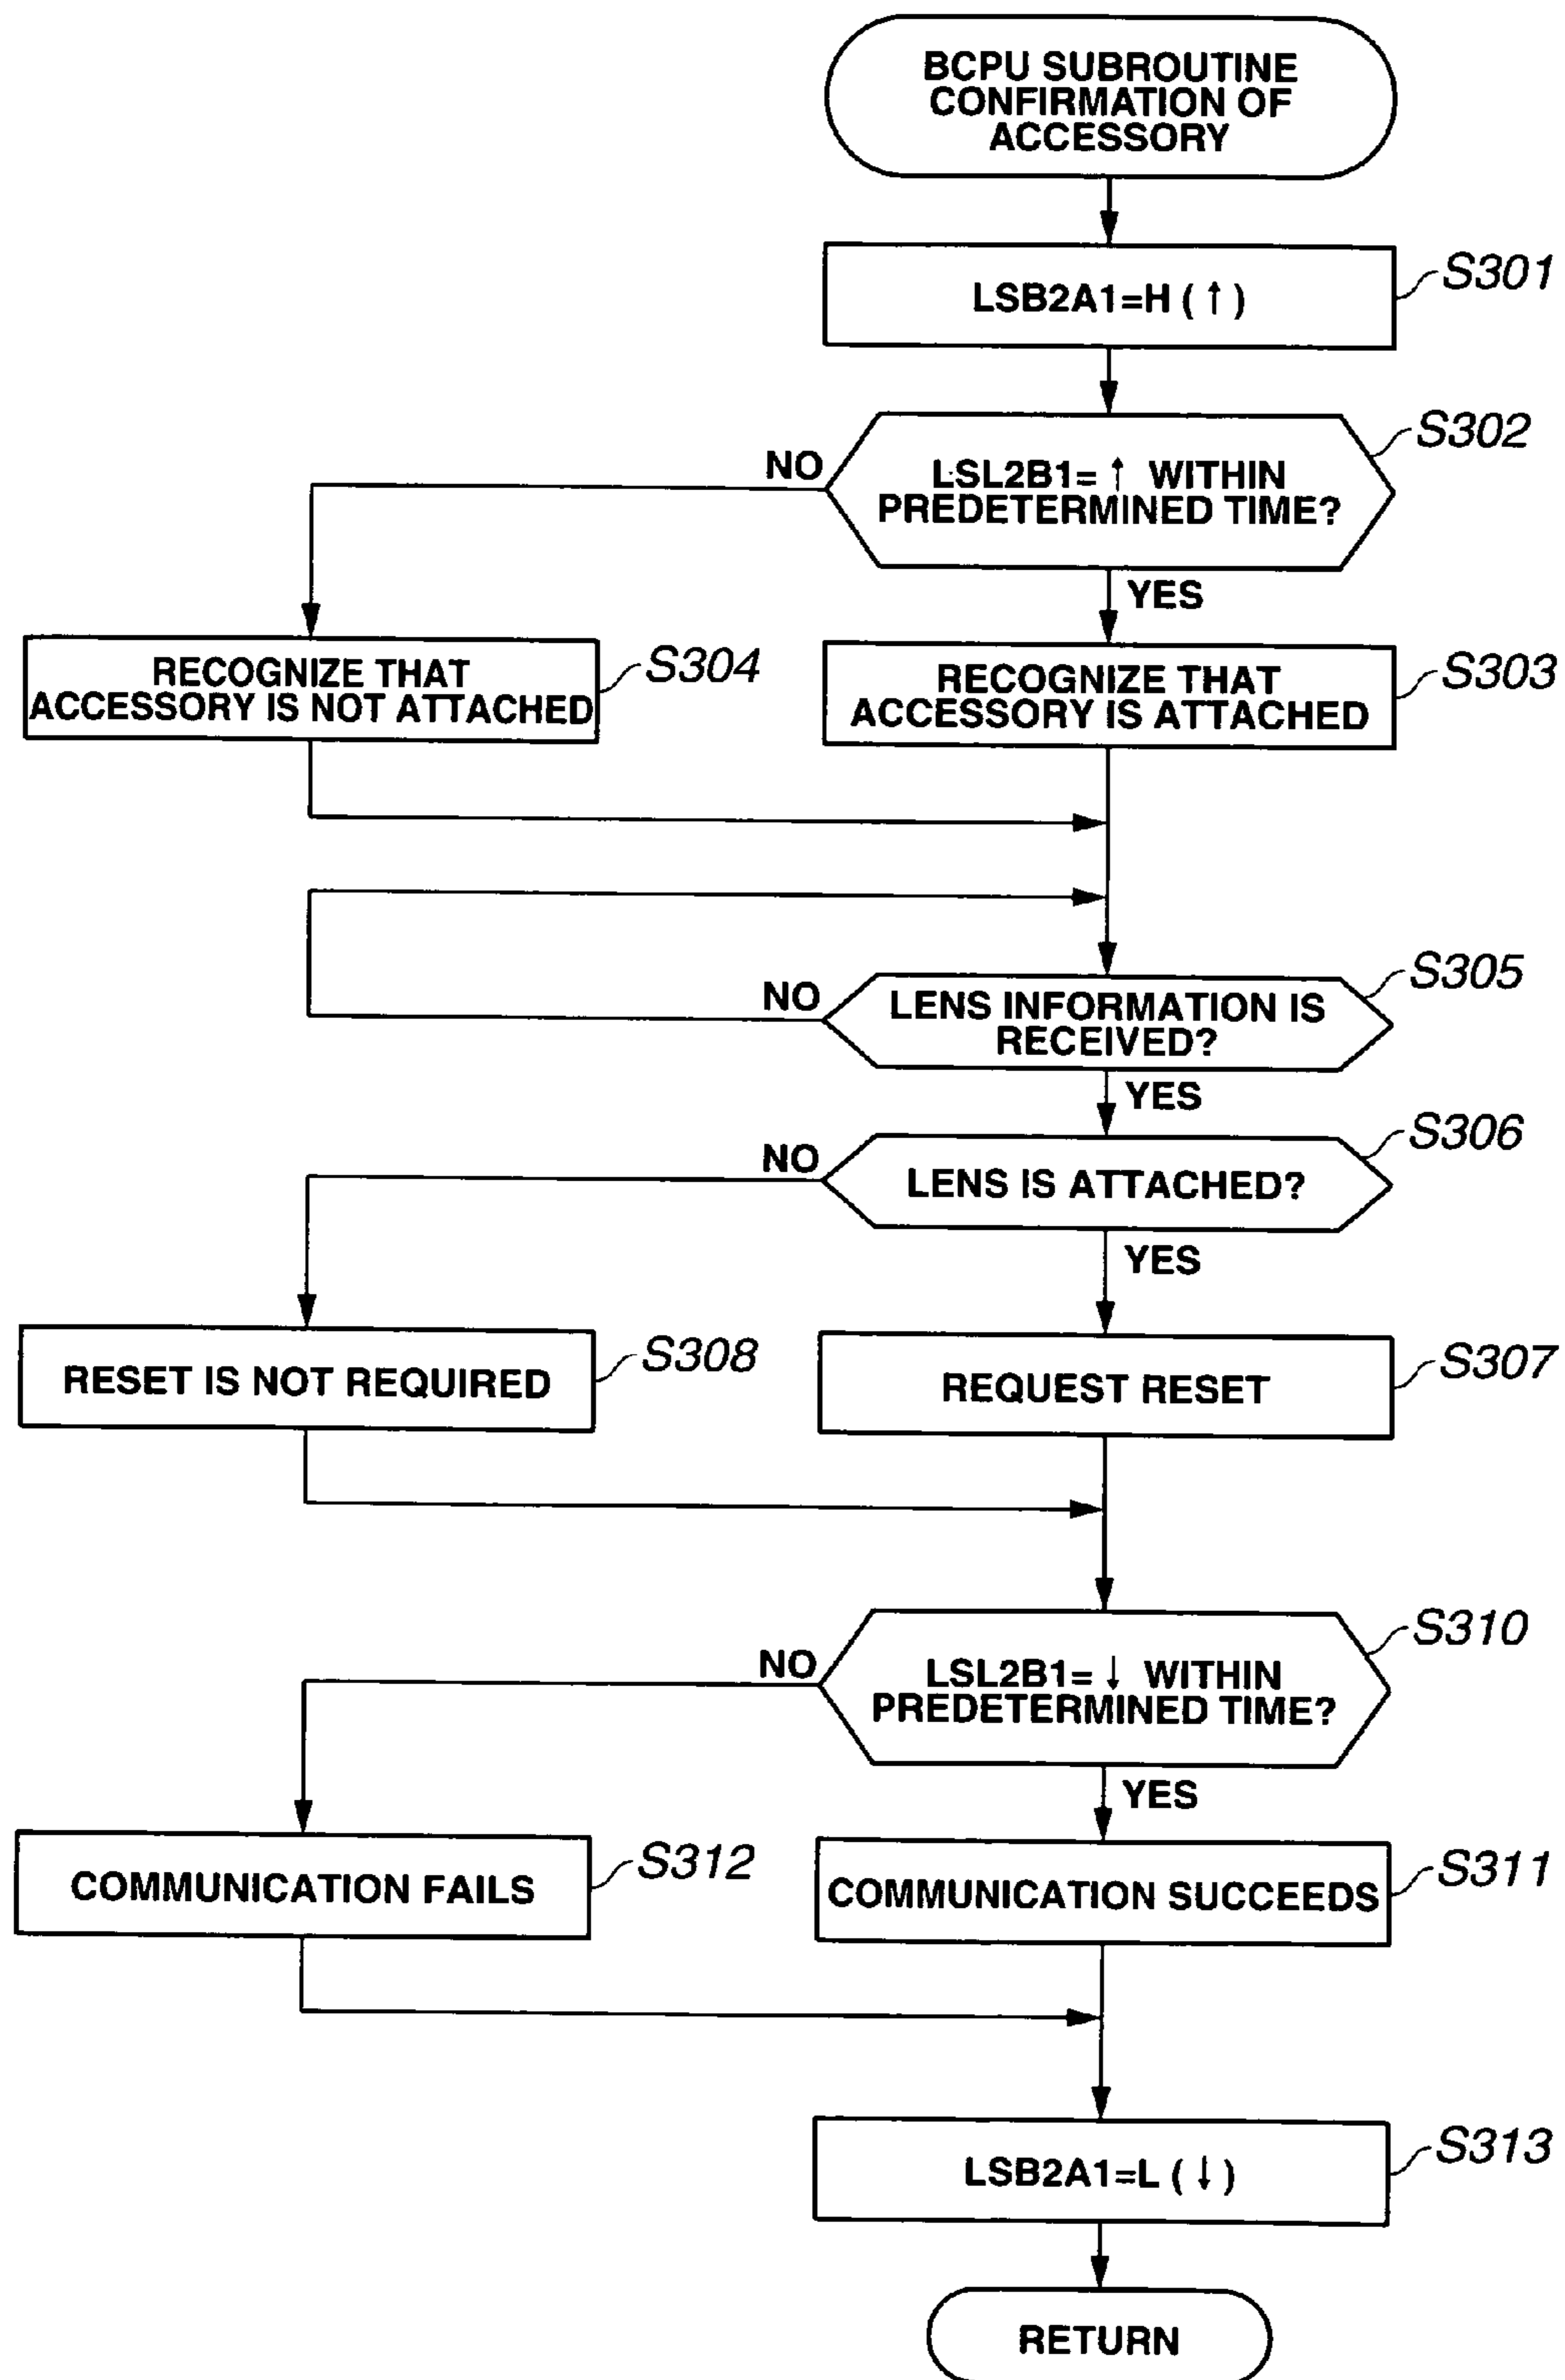 BCPU SUBROUTINE
CONFIRMATION OF
ACCESSORY
LSB2A1=H (↑)
S301
LSL2B1=↑ WITHIN
PREDETERMINED TIME?
S302
NO
YES
RECOGNIZE THAT
ACCESSORY IS NOT ATTACHED
S304
RECOGNIZE THAT
ACCESSORY IS ATTACHED
S303
LENS INFORMATION IS
RECEIVED?
S305
NO
YES
LENS IS ATTACHED?
S306
NO
YES
RESET IS NOT REQUIRED
S308
REQUEST RESET
S307
LSL2B1=↓ WITHIN
PREDETERMINED TIME?
S310
NO
YES
COMMUNICATION FAILS
S312
COMMUNICATION SUCCEEDS
S311
LSB2A1=L (↓)
S313
RETURN